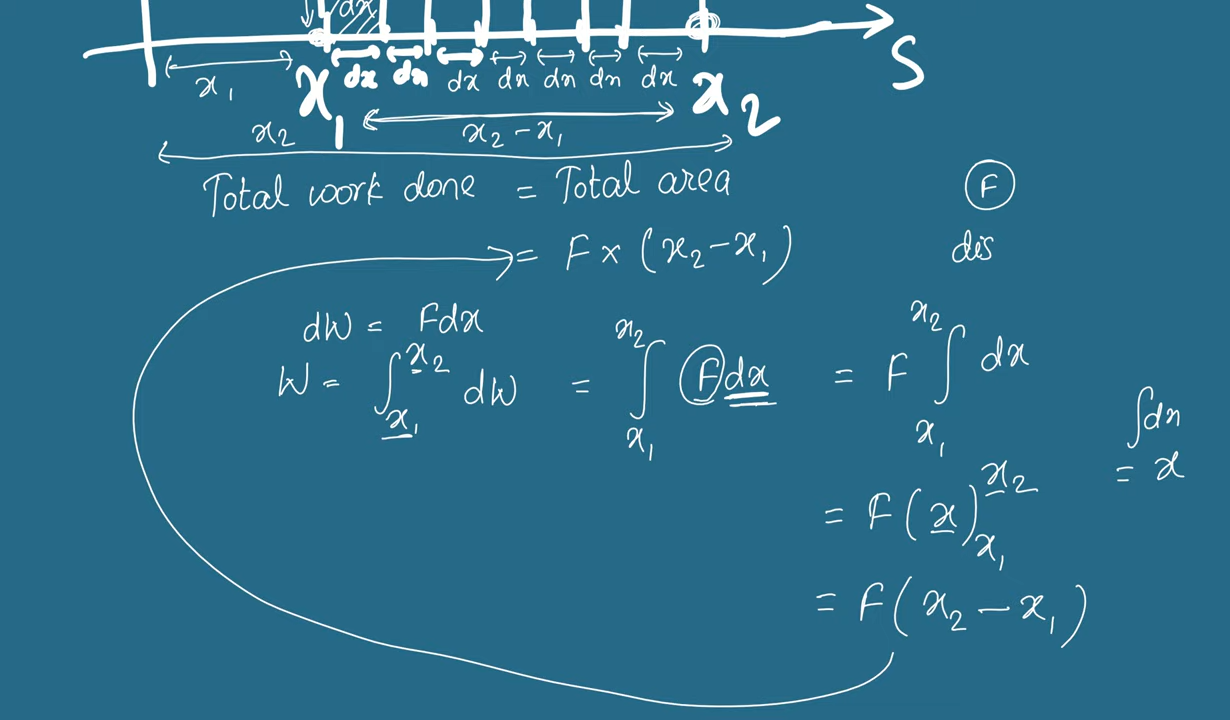 dx
x₁ dx dx dx dx dx dx dx S
X₁ x₂
x₂ x₂ – x₁
Total work done = Total area
F
= F × (x₂ – x₁) dis
dW = Fdx
W = ∫x₁^x₂ dW = ∫x₁^x₂ Fdx = F ∫x₁^x₂ dx
∫dx
= x
= F (x)x₁^x₂
= F(x₂ – x₁)